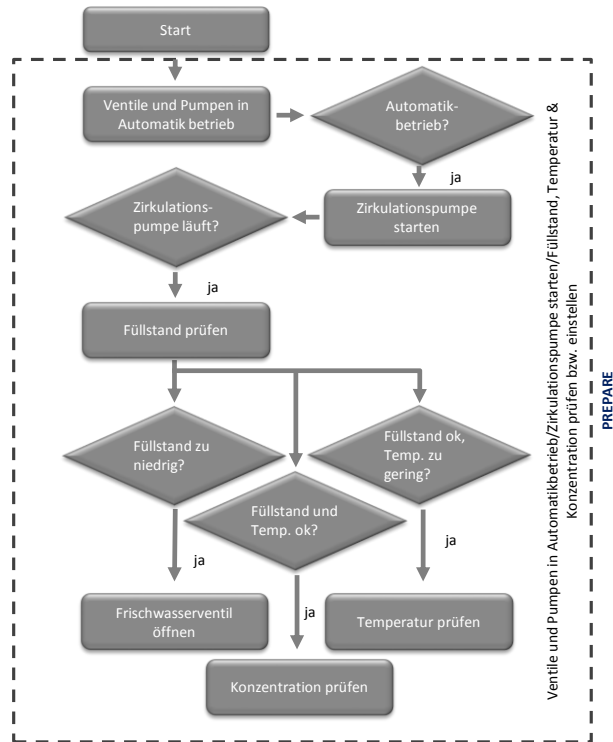 Start
Ventile und Pumpen in
Automatik betrieb
Automatik-
betrieb?
ja
Zirkulationspumpe
starten
Zirkulations-
pumpe läuft?
ja
Füllstand prüfen
Füllstand zu
niedrig?
Füllstand und
Temp. ok?
Füllstand ok,
Temp. zu
gering?
ja
ja
ja
Frischwasserventil
öffnen
Konzentration prüfen
Temperatur prüfen
Ventile und Pumpen in Automatikbetrieb/Zirkulationspume starten/Füllstand, Temperatur &
Konzentration prüfen bzw. einstellen
PREPARE